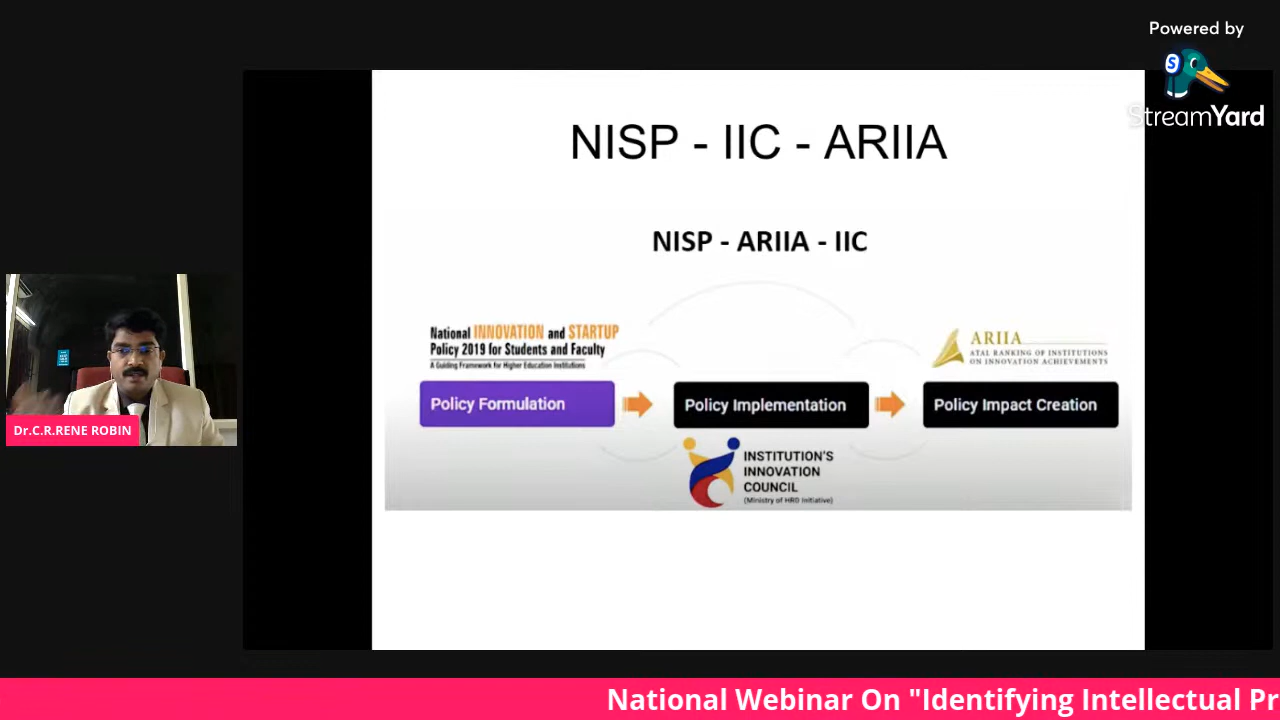 Powered by
StreamYard
NISP - IIC - ARIIA
NISP - ARIIA - IIC
National INNOVATION and STARTUP
Policy 2019 for Students and Faculty
A Guiding Framework for Higher Education Institutions
ARIIA
ATAL RANKING OF INSTITUTIONS
ON INNOVATION ACHIEVEMENTS
Policy Formulation
Policy Implementation
Policy Impact Creation
INSTITUTION'S
INNOVATION
COUNCIL
(Ministry of HRD Initiative)
Dr.C.R.RENE ROBIN
National Webinar On "Identifying Intellectual Pr